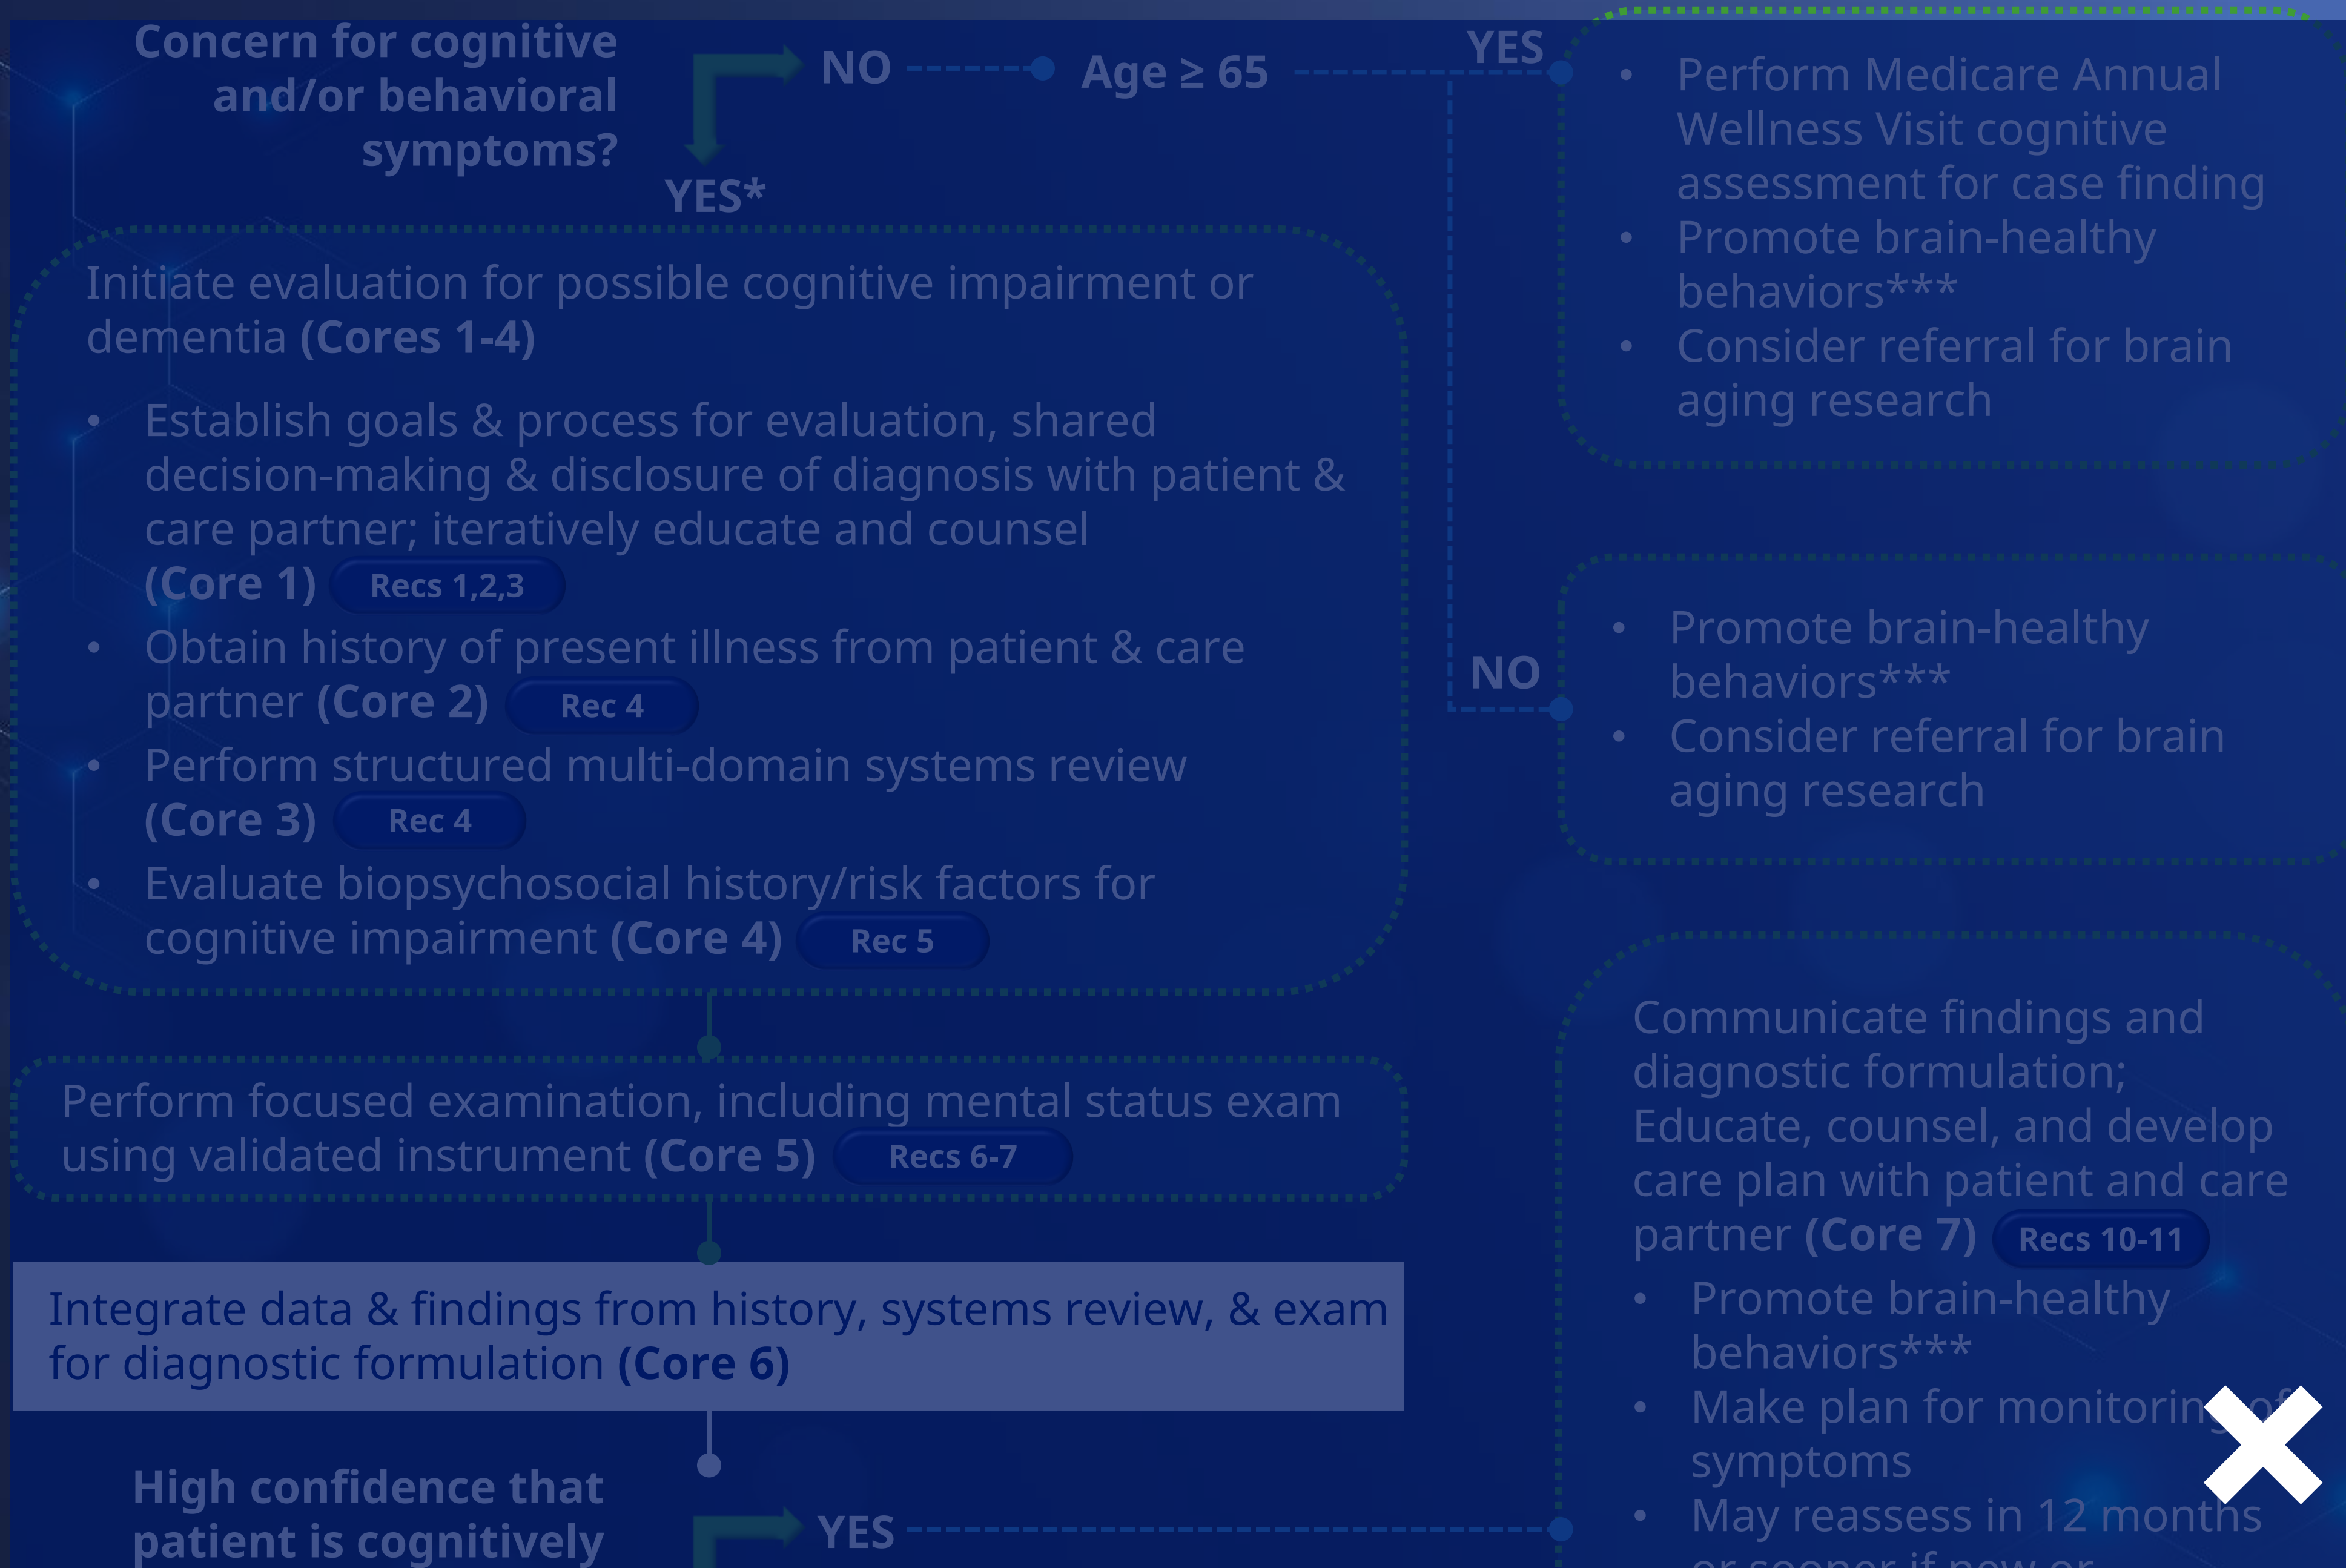 Concern for cognitive
and/or behavioral
symptoms?
NO
Age ≥ 65
YES
YES*
• Perform Medicare Annual
Wellness Visit cognitive
assessment for case finding
• Promote brain-healthy
behaviors***
• Consider referral for brain
aging research
Initiate evaluation for possible cognitive impairment or
dementia (Cores 1-4)
• Establish goals & process for evaluation, shared
decision-making & disclosure of diagnosis with patient &
care partner; iteratively educate and counsel
(Core 1) Recs 1,2,3
• Obtain history of present illness from patient & care
partner (Core 2) Rec 4
• Perform structured multi-domain systems review
(Core 3) Rec 4
• Evaluate biopsychosocial history/risk factors for
cognitive impairment (Core 4) Rec 5
NO
• Promote brain-healthy
behaviors***
• Consider referral for brain
aging research
Perform focused examination, including mental status exam
using validated instrument (Core 5) Recs 6-7
Integrate data & findings from history, systems review, & exam
for diagnostic formulation (Core 6)
High confidence that
patient is cognitively
YES
Communicate findings and
diagnostic formulation;
Educate, counsel, and develop
care plan with patient and care
partner (Core 7) Recs 10-11
• Promote brain-healthy
behaviors***
• Make plan for monitoring of
symptoms
• May reassess in 12 months
or sooner if new or